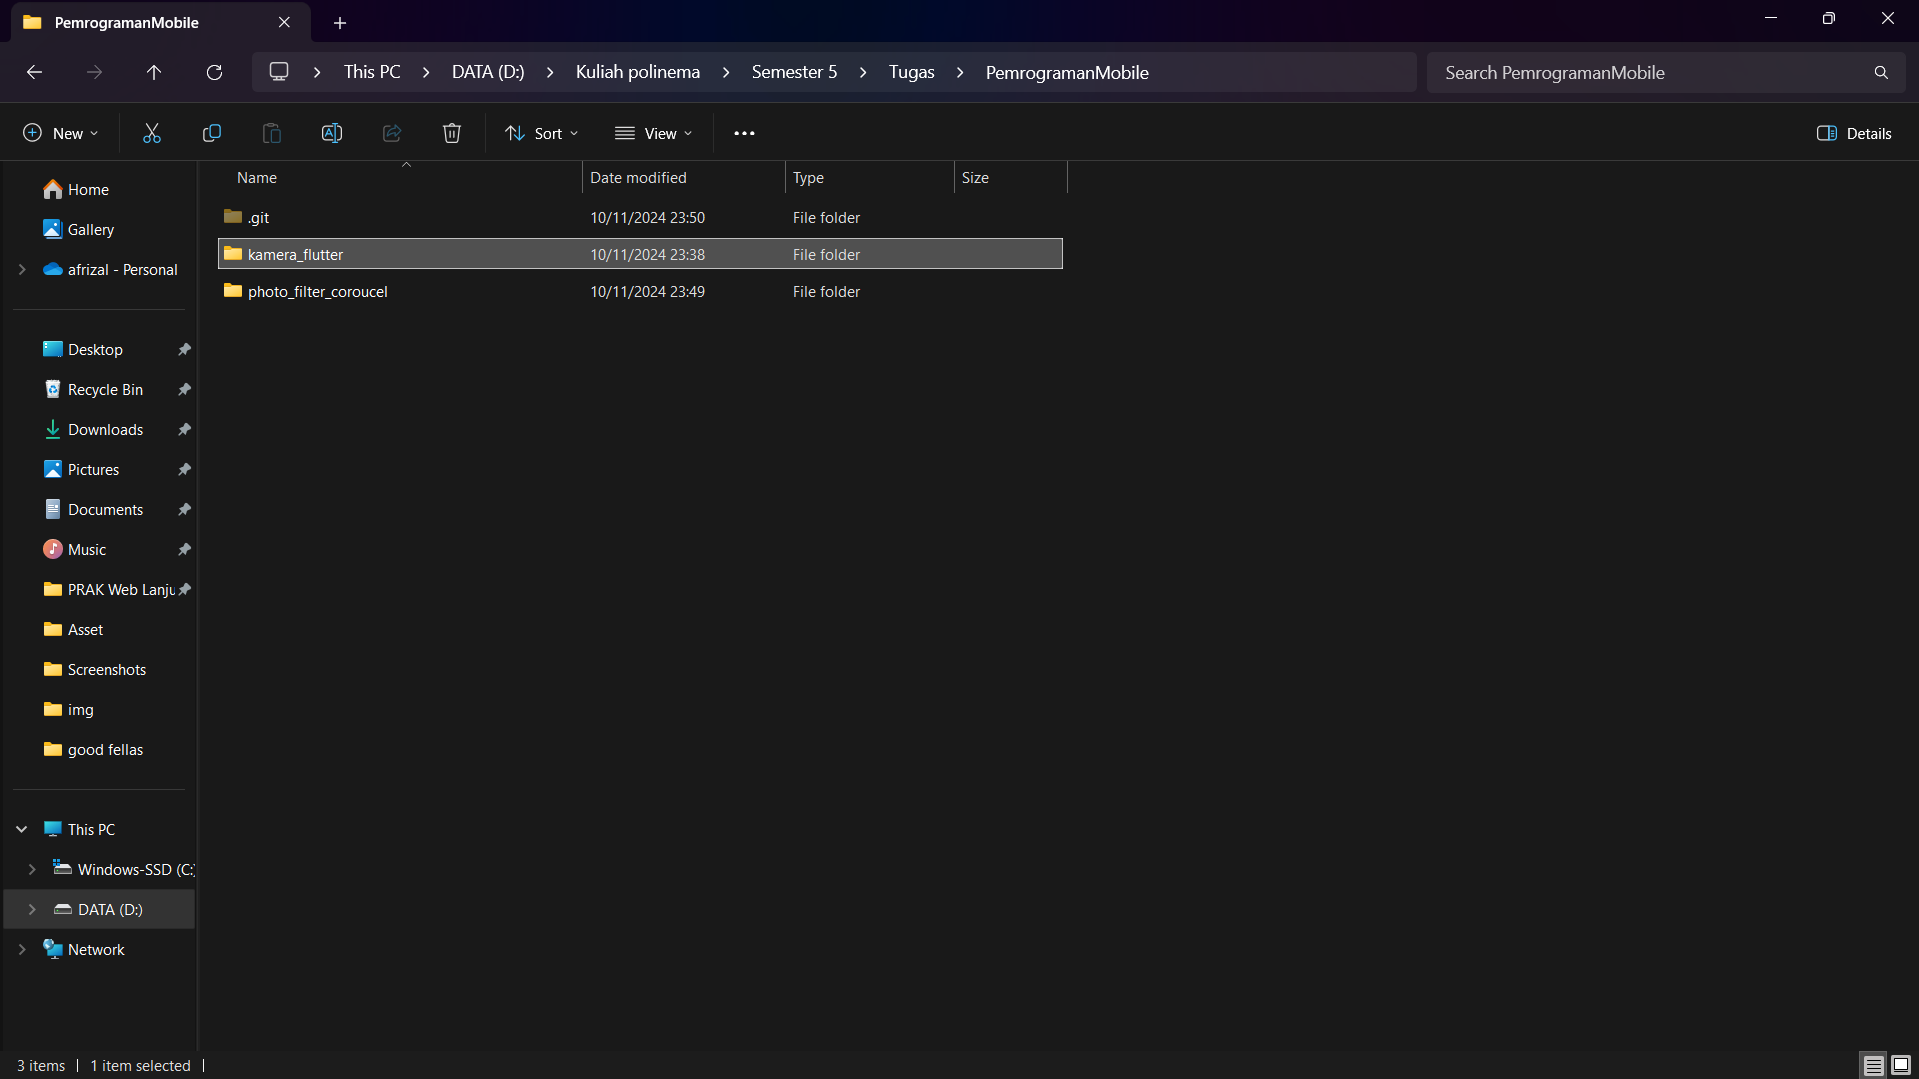 PemrogramanMobile
This PC > DATA (D:) > Kuliah polinema > Semester 5 > Tugas > PemrogramanMobile
Search PemrogramanMobile
New
Sort
View
Details
Name Date modified Type Size
.git 10/11/2024 23:50 File folder
kamera_flutter 10/11/2024 23:38 File folder
photo_filter_coroucel 10/11/2024 23:49 File folder
Home
Gallery
afrizal - Personal
Desktop
Recycle Bin
Downloads
Pictures
Documents
Music
PRAK Web Lanju
Asset
Screenshots
img
good fellas
This PC
Windows-SSD (C:)
DATA (D:)
Network
3 items | 1 item selected |